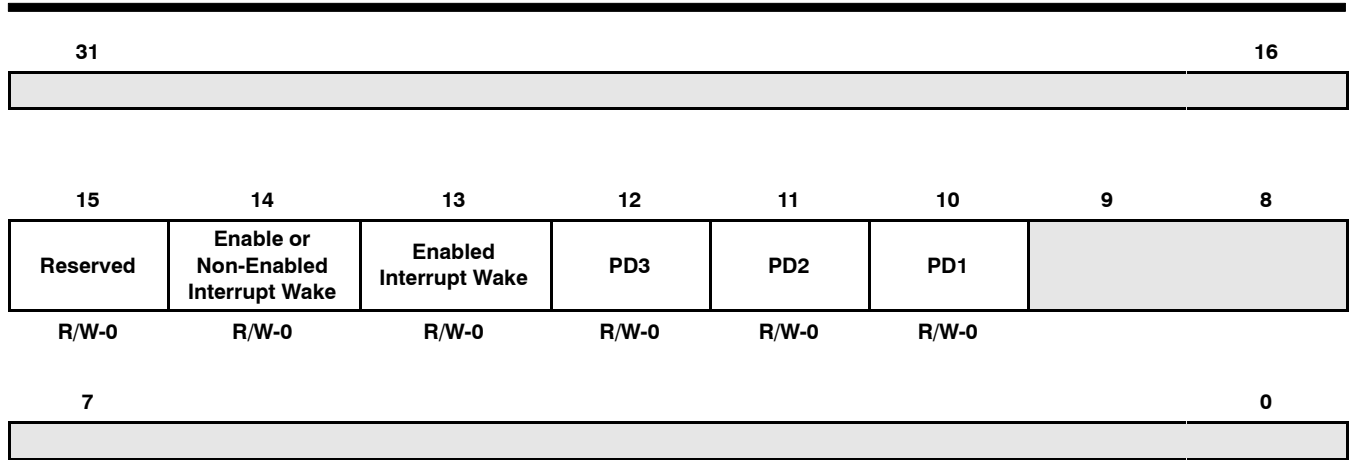 31 16
15 14 13 12 11 10 9 8
Reserved
Enable or
Non-Enabled
Interrupt Wake
Enabled
Interrupt Wake
PD3
PD2
PD1
R/W-0 R/W-0 R/W-0 R/W-0 R/W-0 R/W-0
7 0